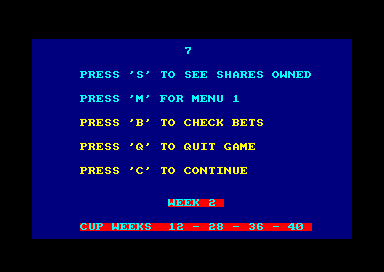 7
PRESS 'S' TO SEE SHARES OWNED
PRESS 'M' FOR MENU 1
PRESS 'B' TO CHECK BETS
PRESS 'Q' TO QUIT GAME
PRESS 'C' TO CONTINUE
WEEK 2
CUP WEEKS 12 - 28 - 36 - 40